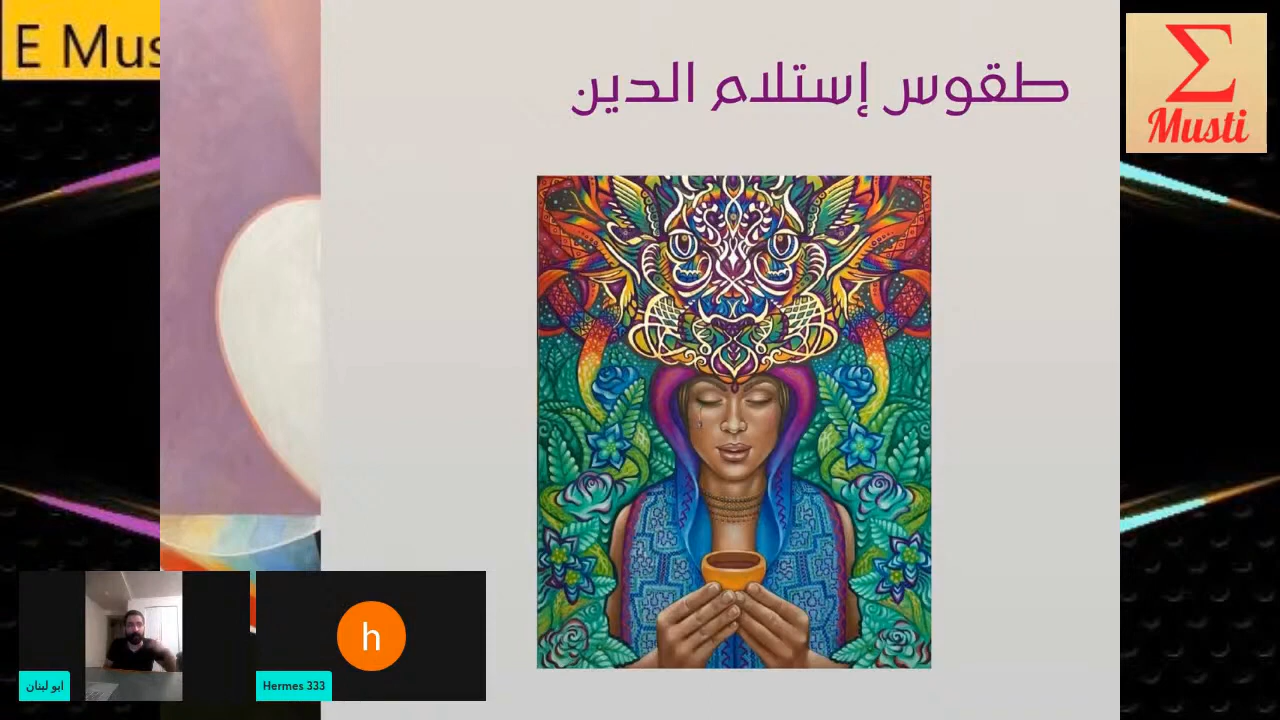 E Mus
طقوس إستلام الدين
Σ
Musti
ابو لبنان
h
Hermes 333